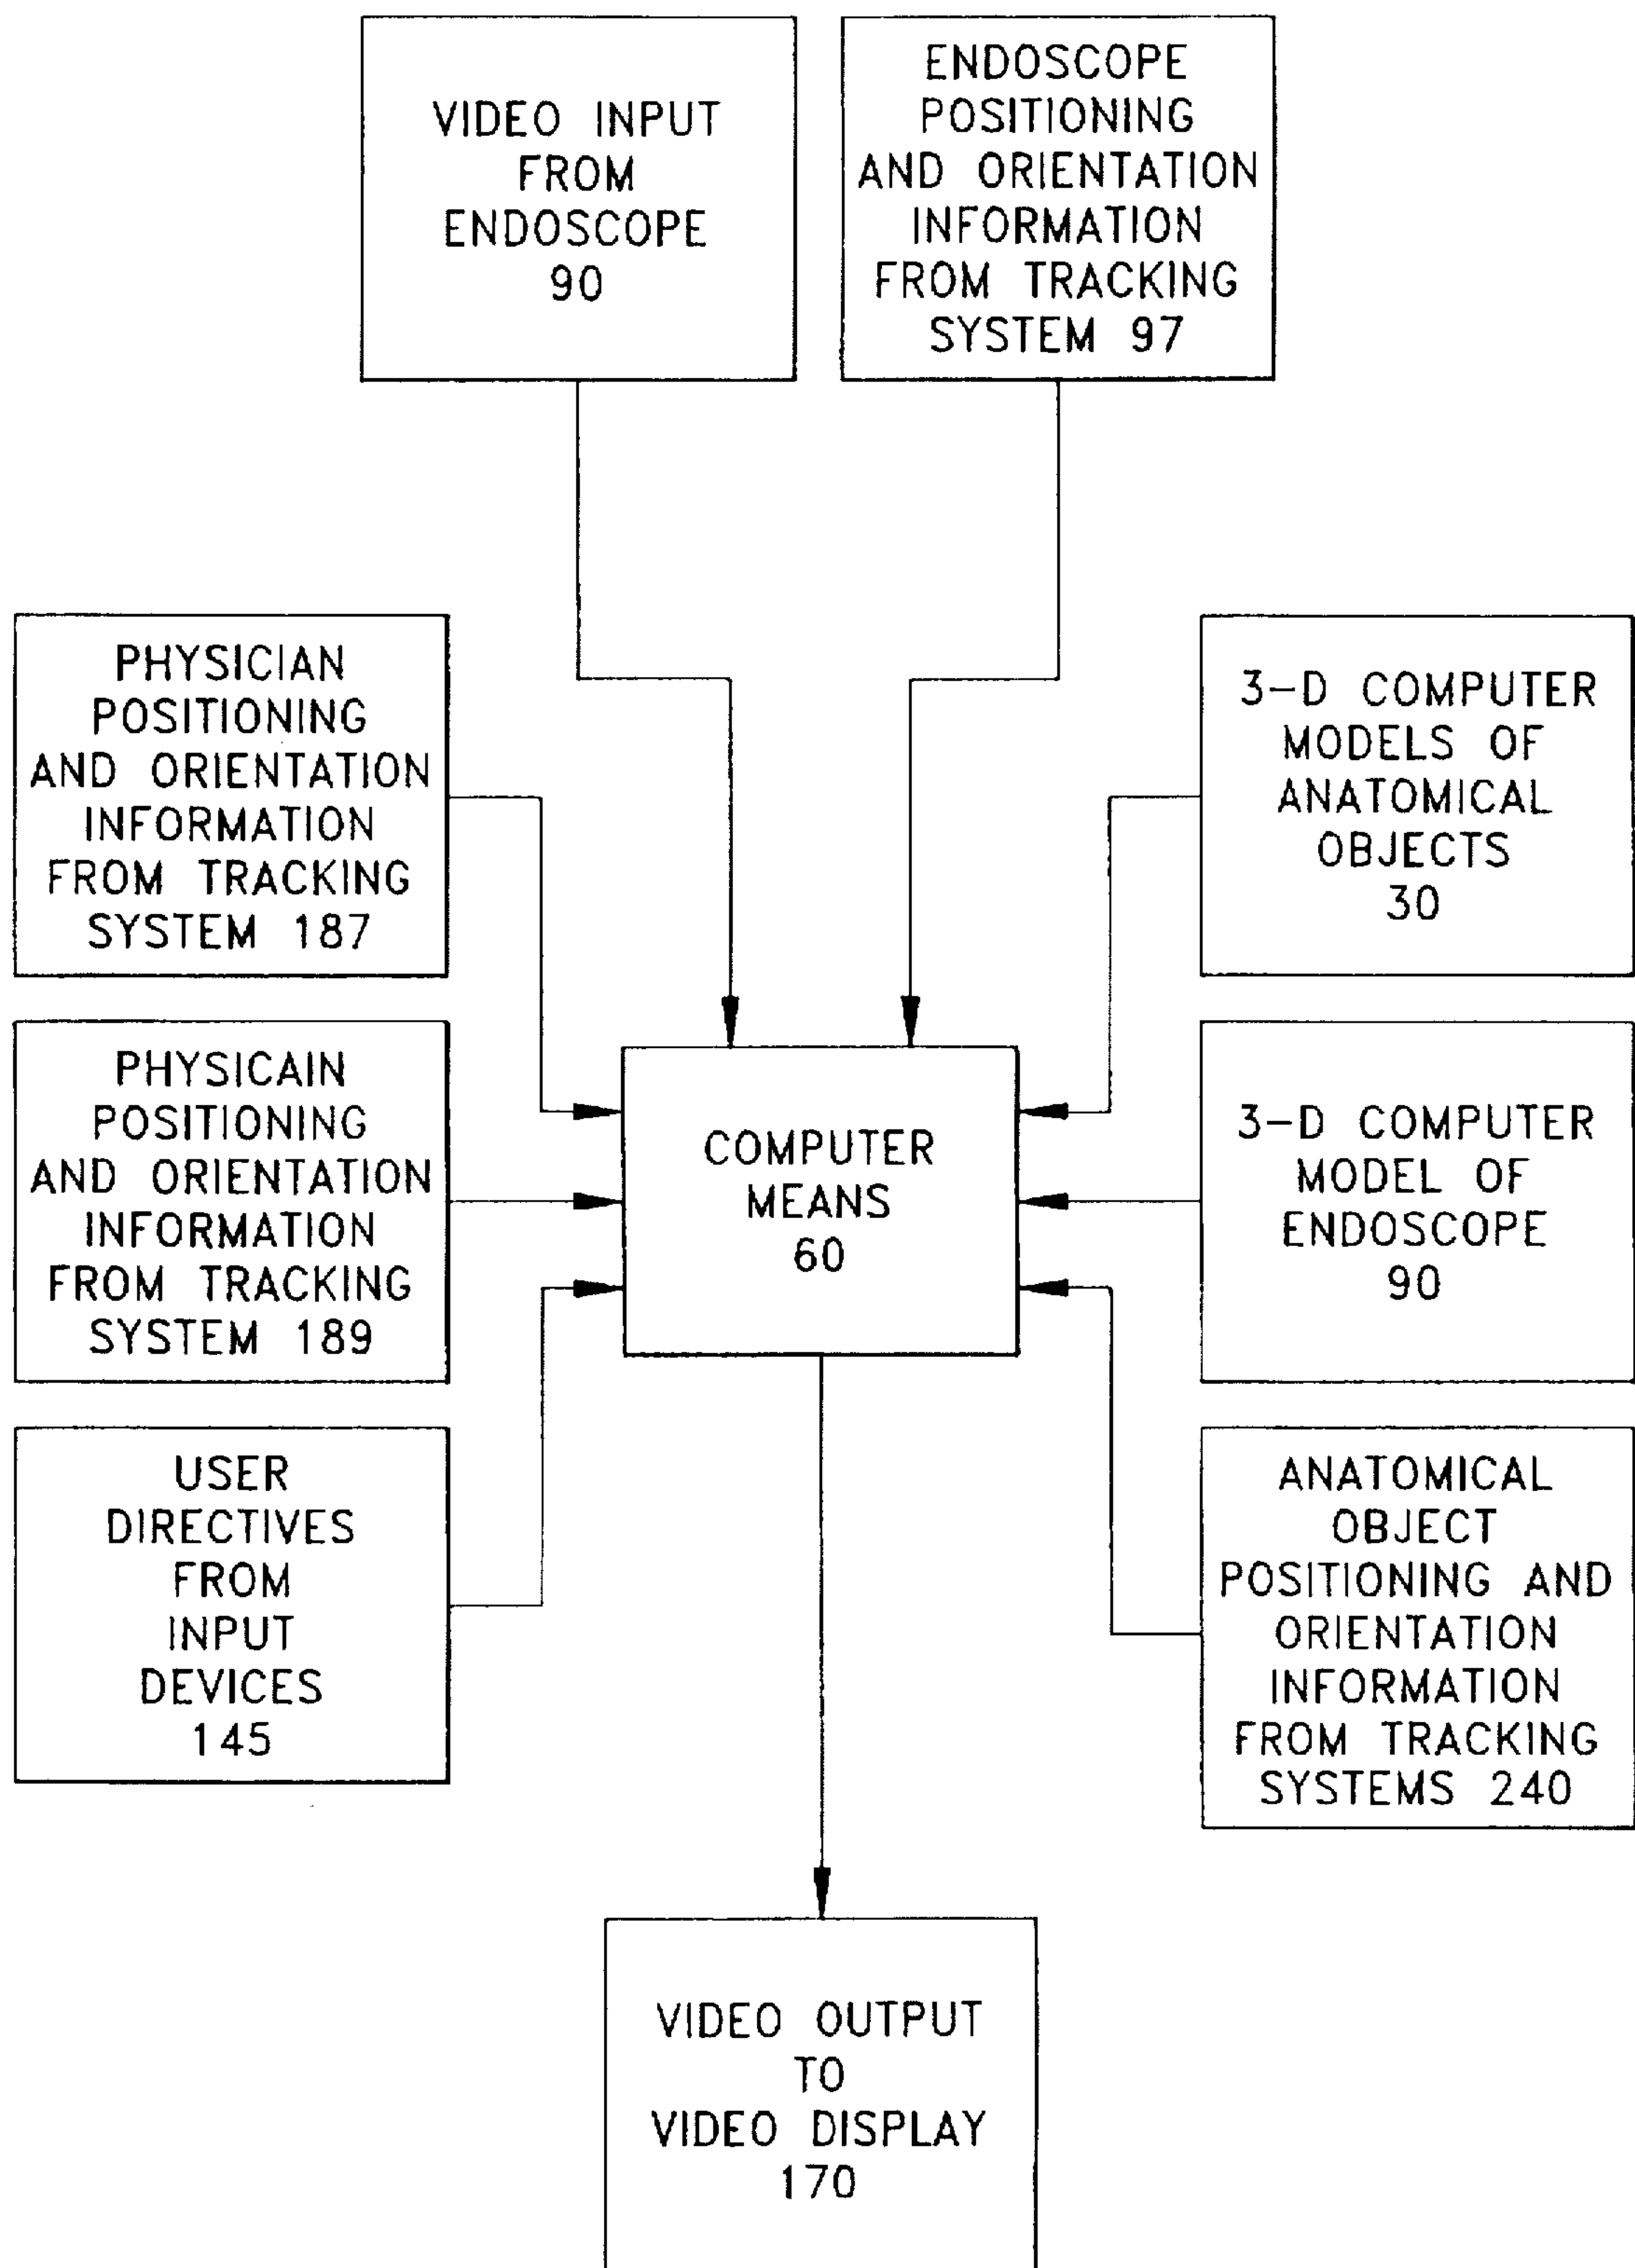 VIDEO INPUT
FROM
ENDOSCOPE
90
ENDOSCOPE
POSITIONING
AND ORIENTATION
INFORMATION
FROM TRACKING
SYSTEM 97
PHYSICIAN
POSITIONING
AND ORIENTATION
INFORMATION
FROM TRACKING
SYSTEM 187
3-D COMPUTER
MODELS OF
ANATOMICAL
OBJECTS
30
PHYSICAIN
POSITIONING
AND ORIENTATION
INFORMATION
FROM TRACKING
SYSTEM 189
COMPUTER
MEANS
60
3-D COMPUTER
MODEL OF
ENDOSCOPE
90
USER
DIRECTIVES
FROM
INPUT
DEVICES
145
ANATOMICAL
OBJECT
POSITIONING AND
ORIENTATION
INFORMATION
FROM TRACKING
SYSTEMS 240
VIDEO OUTPUT
TO
VIDEO DISPLAY
170